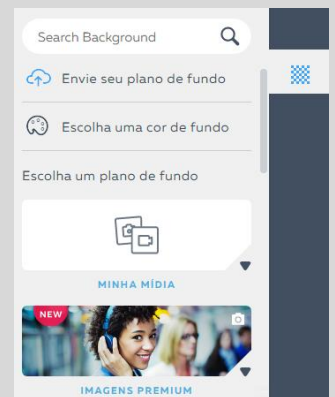 Search Background
Envie seu plano de fundo
Escolha uma cor de fundo
Escolha um plano de fundo
MINHA MÍDIA
NEW
IMAGENS PREMIUM